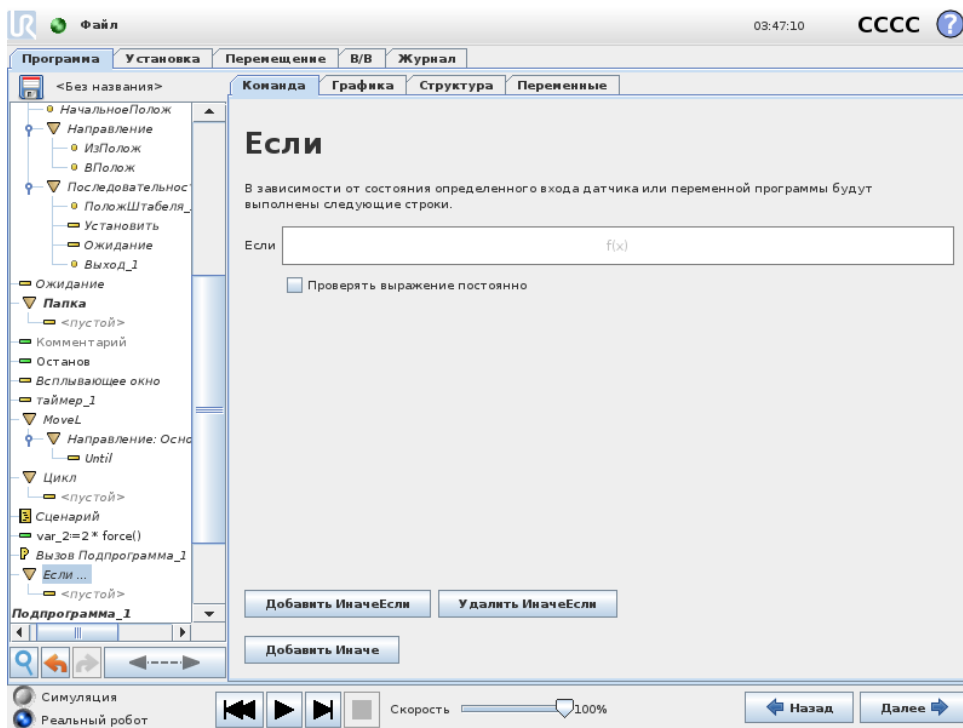 UR Файл 03:47:10 CCCC ?
Программа Установка Перемещение В/В Журнал
<Без названия> Команда Графика Структура Переменные
НачальноеПолож
Направление
ИзПолож
ВПолож
Последовательнос
ПоложШтабеля_
Установить
Ожидание
Выход_1
Ожидание
Папка
<пустой>
Комментарий
Останов
Всплывающее окно
таймер_1
MoveL
Направление: Осно
Until
Цикл
<пустой>
Сценарий
var_2:=2 * force()
Вызов Подпрограмма_1
Если ...
<пустой>
Подпрограмма_1
Если
В зависимости от состояния определенного входа датчика или переменной программы будут
выполнены следующие строки.
Если f(x)
Проверять выражение постоянно
Добавить ИначеЕсли Удалить ИначеЕсли
Добавить Иначе
Симуляция
Реальный робот
Скорость 100%
Назад Далее